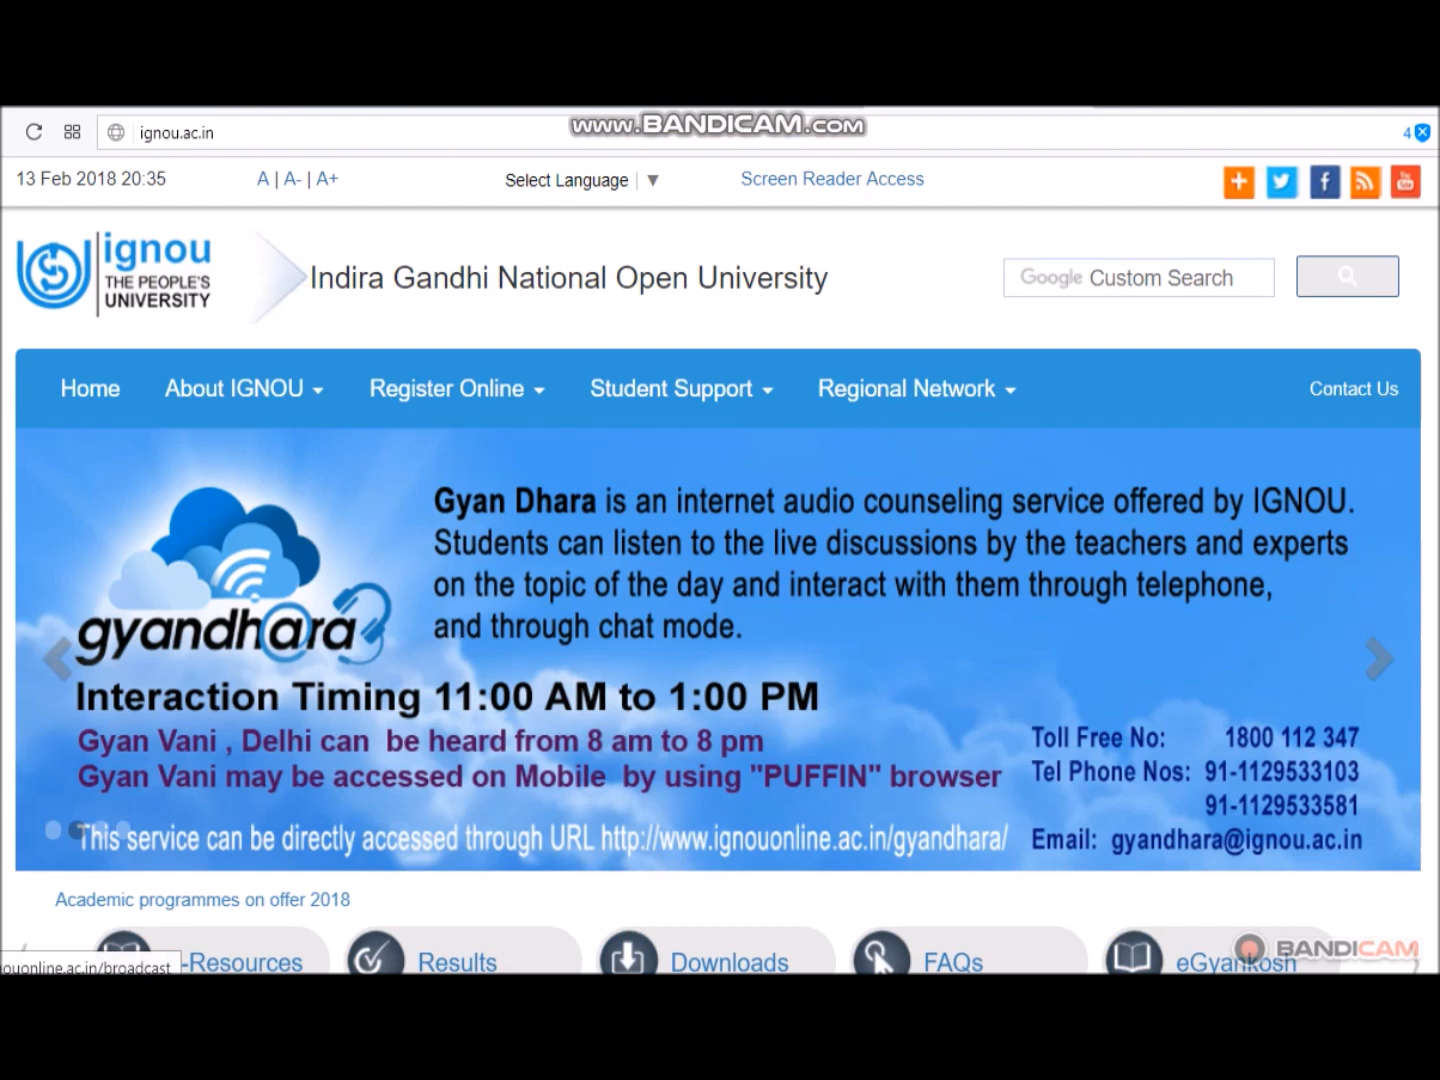 www.BANDICAM.com
ignou.ac.in
4
13 Feb 2018 20:35
A | A- | A+
Select Language ▼
Screen Reader Access
You
ignou
THE PEOPLE'S
UNIVERSITY
Indira Gandhi National Open University
Google Custom Search
Home
About IGNOU
Register Online
Student Support
Regional Network
Contact Us
gyandh@ra
Gyan Dhara is an internet audio counseling service offered by IGNOU.
Students can listen to the live discussions by the teachers and experts
on the topic of the day and interact with them through telephone,
and through chat mode.
Interaction Timing 11:00 AM to 1:00 PM
Gyan Vani , Delhi can be heard from 8 am to 8 pm
Gyan Vani may be accessed on Mobile by using "PUFFIN" browser
This service can be directly accessed through URL http://www.ignouonline.ac.in/gyandhara/
Toll Free No: 1800 112 347
Tel Phone Nos: 91-1129533103
91-1129533581
Email: gyandhara@ignou.ac.in
Academic programmes on offer 2018
-Resources
Results
Downloads
FAQs
eGyankosh
BANDICAM
ouonline.ac.in/broadcast